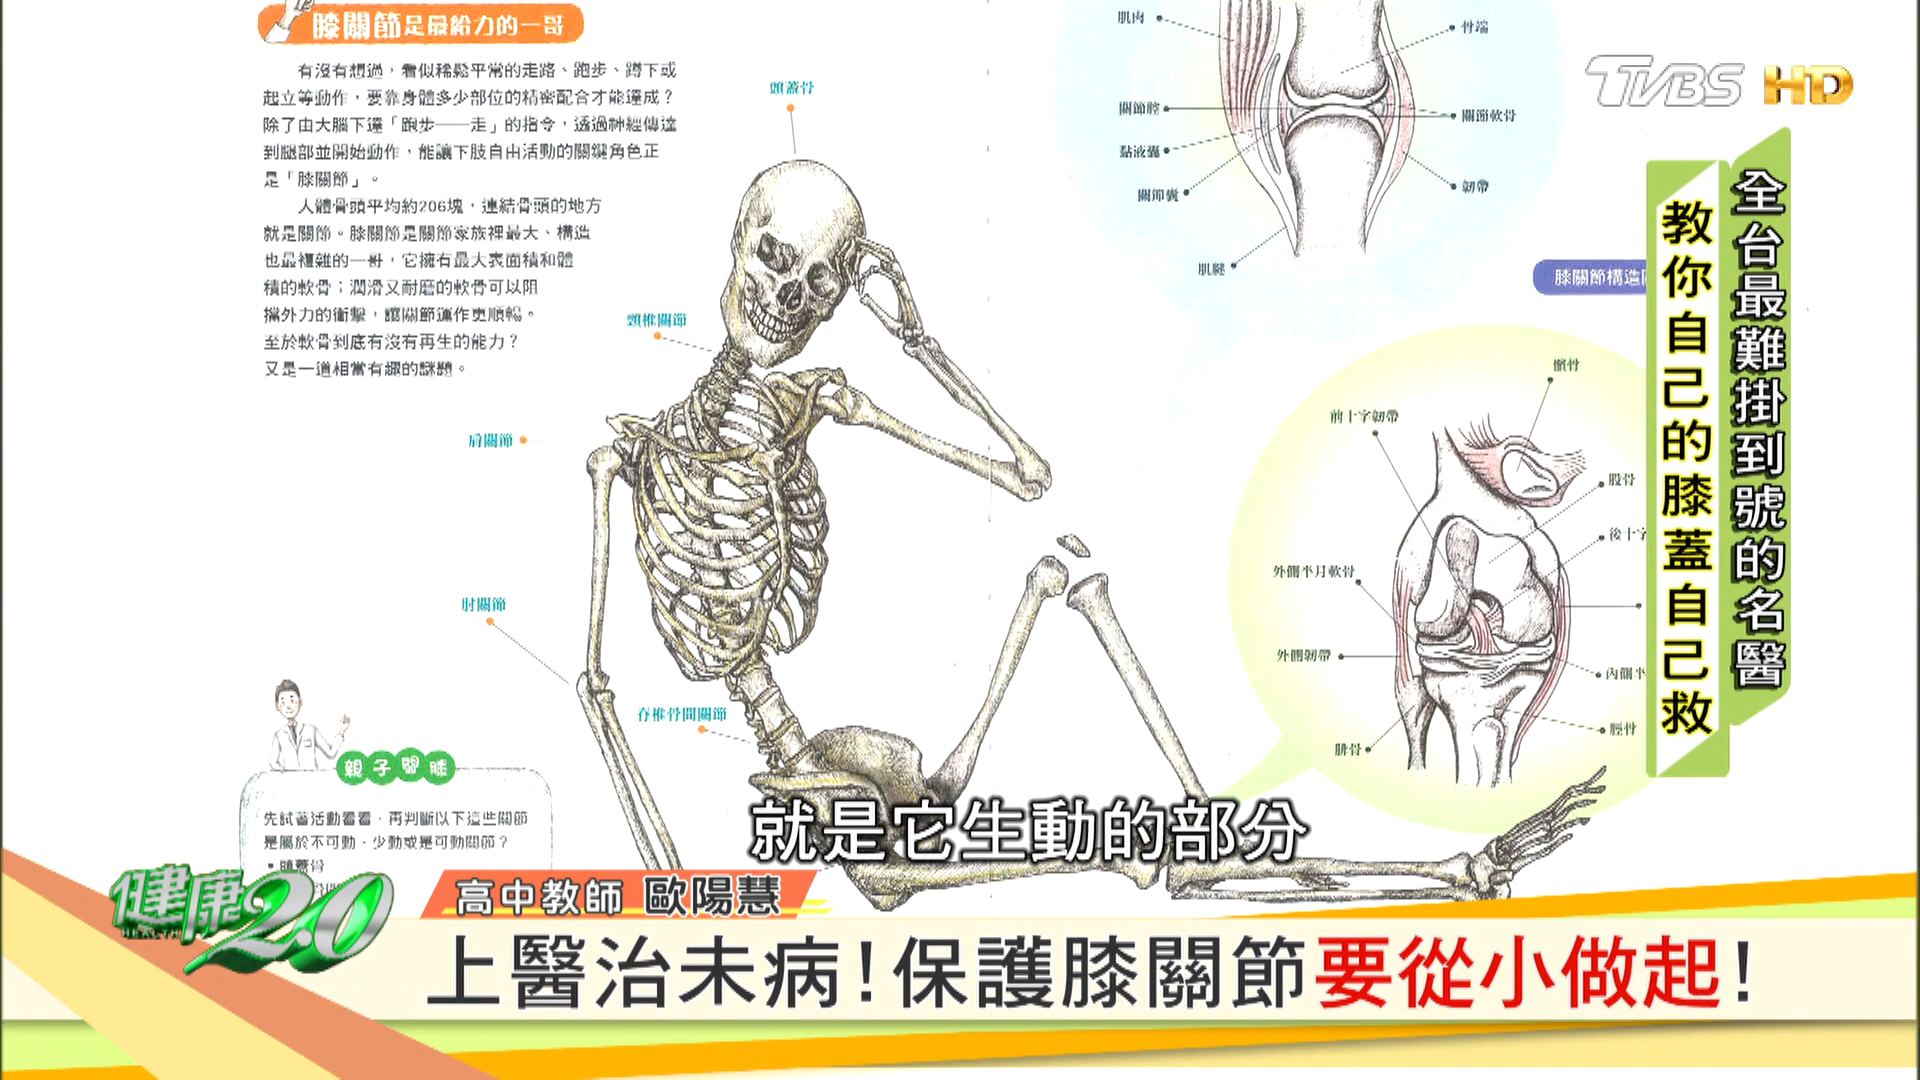 膝關節是最給力的一哥
有沒有想過，看似稀鬆平常的走路、跑步、蹲下或
起立等動作，要靠身體多少部位的精密配合才能達成？
除了由大腦下達「跑步──走」的指令，透過神經傳達
到腿部並開始動作，能讓下肢自由活動的關鍵角色正
是「膝關節」。
人體骨頭平均約206塊，連結骨頭的地方
就是關節。膝關節是關節家族裡最大、構造
也最複雜的一哥，它擁有最大表面積和體
積的軟骨；潤滑又耐磨的軟骨可以阻
擋外力的衝擊，讓關節運作更順暢。
至於軟骨到底有沒有再生的能力？
又是一道相當有趣的謎題。
頭蓋骨
頸椎關節
肩關節
肘關節
脊椎骨間關節
親子關膝
先試著活動看看，再判斷以下這些關節
是屬於不可動、少動或是可動關節？
• 頭蓋骨
肌肉
骨端
關節腔
關節軟骨
黏液囊
關節囊
韌帶
肌腱
膝關節構造
髕骨
前十字韌帶
股骨
後十字
外側半月軟骨
外側韌帶
內側半
脛骨
腓骨
TVBS HD
全台最難掛到號的名醫
教你自己的膝蓋自己救
就是它生動的部分
健康2.0
HEALTH
高中教師 歐陽慧
上醫治未病！保護膝關節要從小做起！